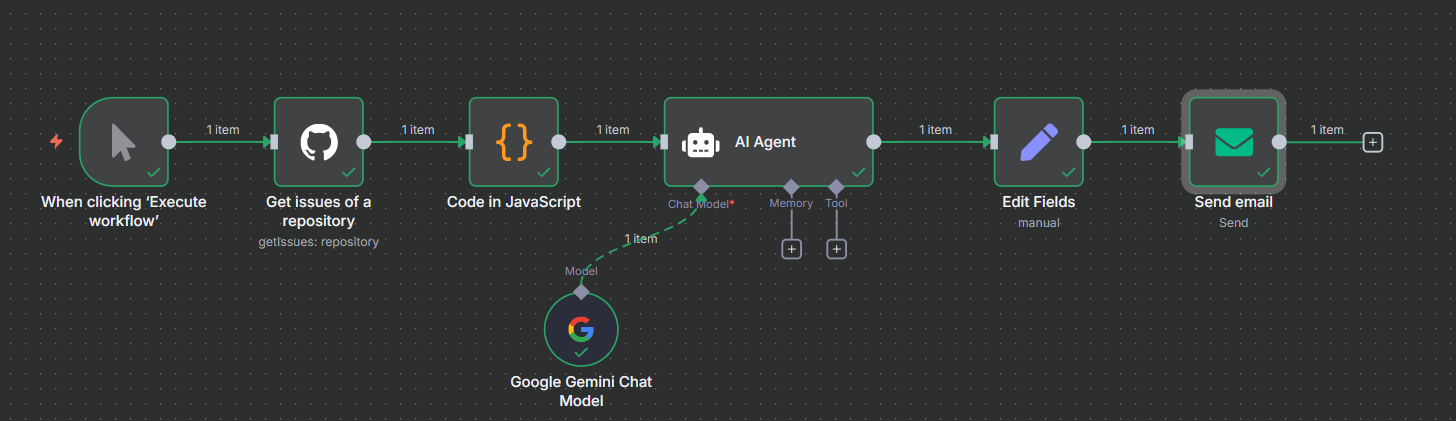 1 item
1 item
1 item
AI Agent
1 item
1 item
1 item
When clicking ‘Execute
workflow’
Get issues of a
repository
getIssues: repository
Code in JavaScript
Chat Model*
Memory
Tool
Edit Fields
manual
Send email
Send
1 item
Model
Google Gemini Chat
Model